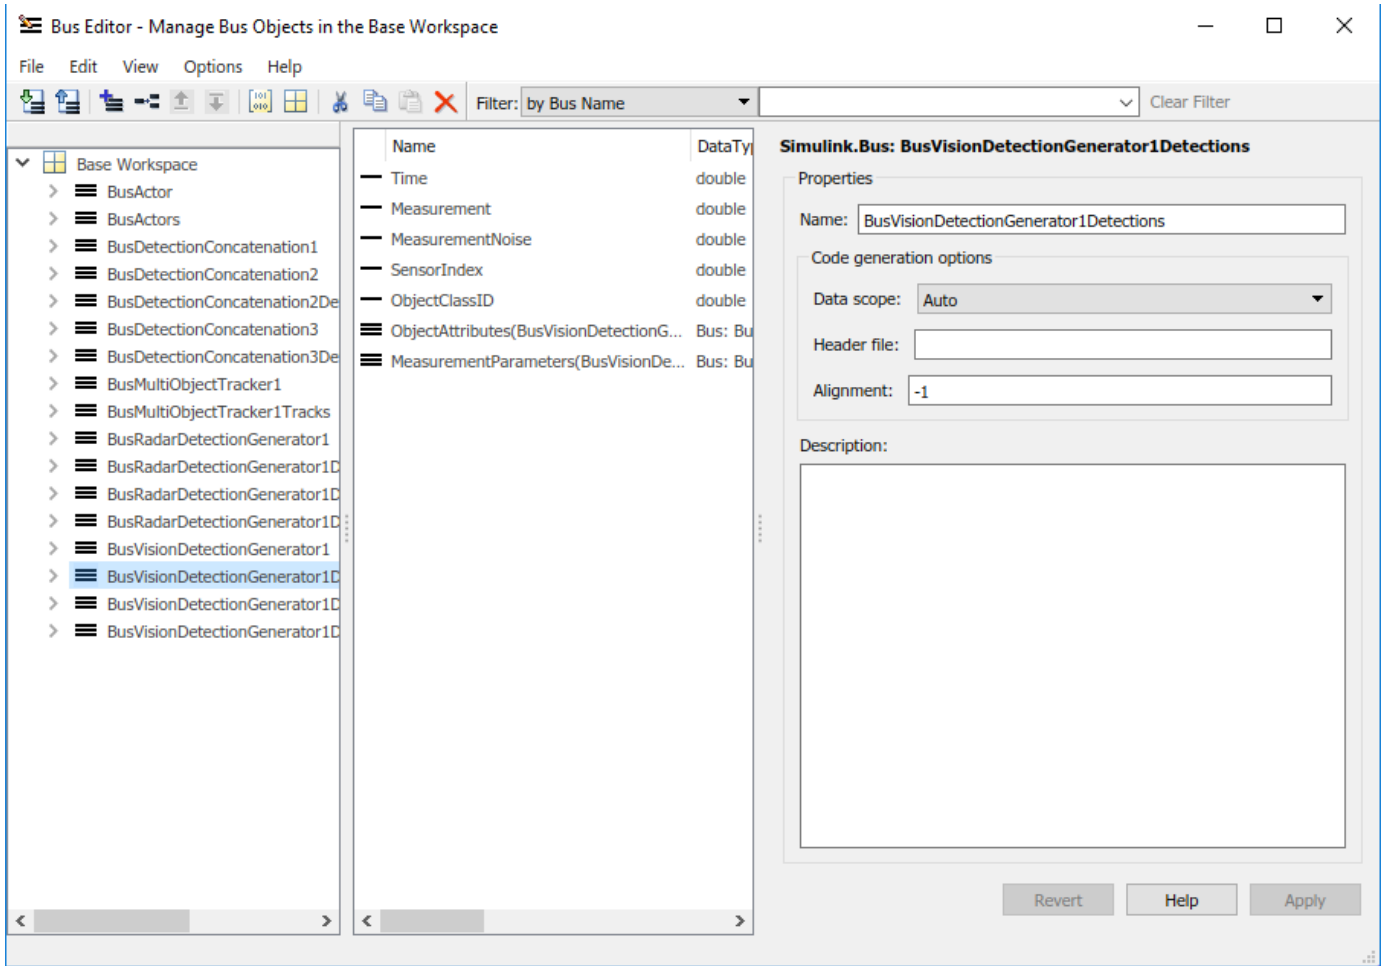 Bus Editor - Manage Bus Objects in the Base Workspace
File Edit View Options Help
Filter: by Bus Name Clear Filter
Base Workspace
BusActor
BusActors
BusDetectionConcatenation1
BusDetectionConcatenation2
BusDetectionConcatenation2De
BusDetectionConcatenation3
BusDetectionConcatenation3De
BusMultiObjectTracker1
BusMultiObjectTracker1Tracks
BusRadarDetectionGenerator1
BusRadarDetectionGenerator1D
BusRadarDetectionGenerator1D
BusRadarDetectionGenerator1D
BusVisionDetectionGenerator1
BusVisionDetectionGenerator1D
BusVisionDetectionGenerator1D
BusVisionDetectionGenerator1D
Name DataTy
Time double
Measurement double
MeasurementNoise double
SensorIndex double
ObjectClassID double
ObjectAttributes(BusVisionDetectionG... Bus: Bu
MeasurementParameters(BusVisionDe... Bus: Bu
Simulink.Bus: BusVisionDetectionGenerator1Detections
Properties
Name: BusVisionDetectionGenerator1Detections
Code generation options
Data scope: Auto
Header file:
Alignment: -1
Description:
Revert Help Apply